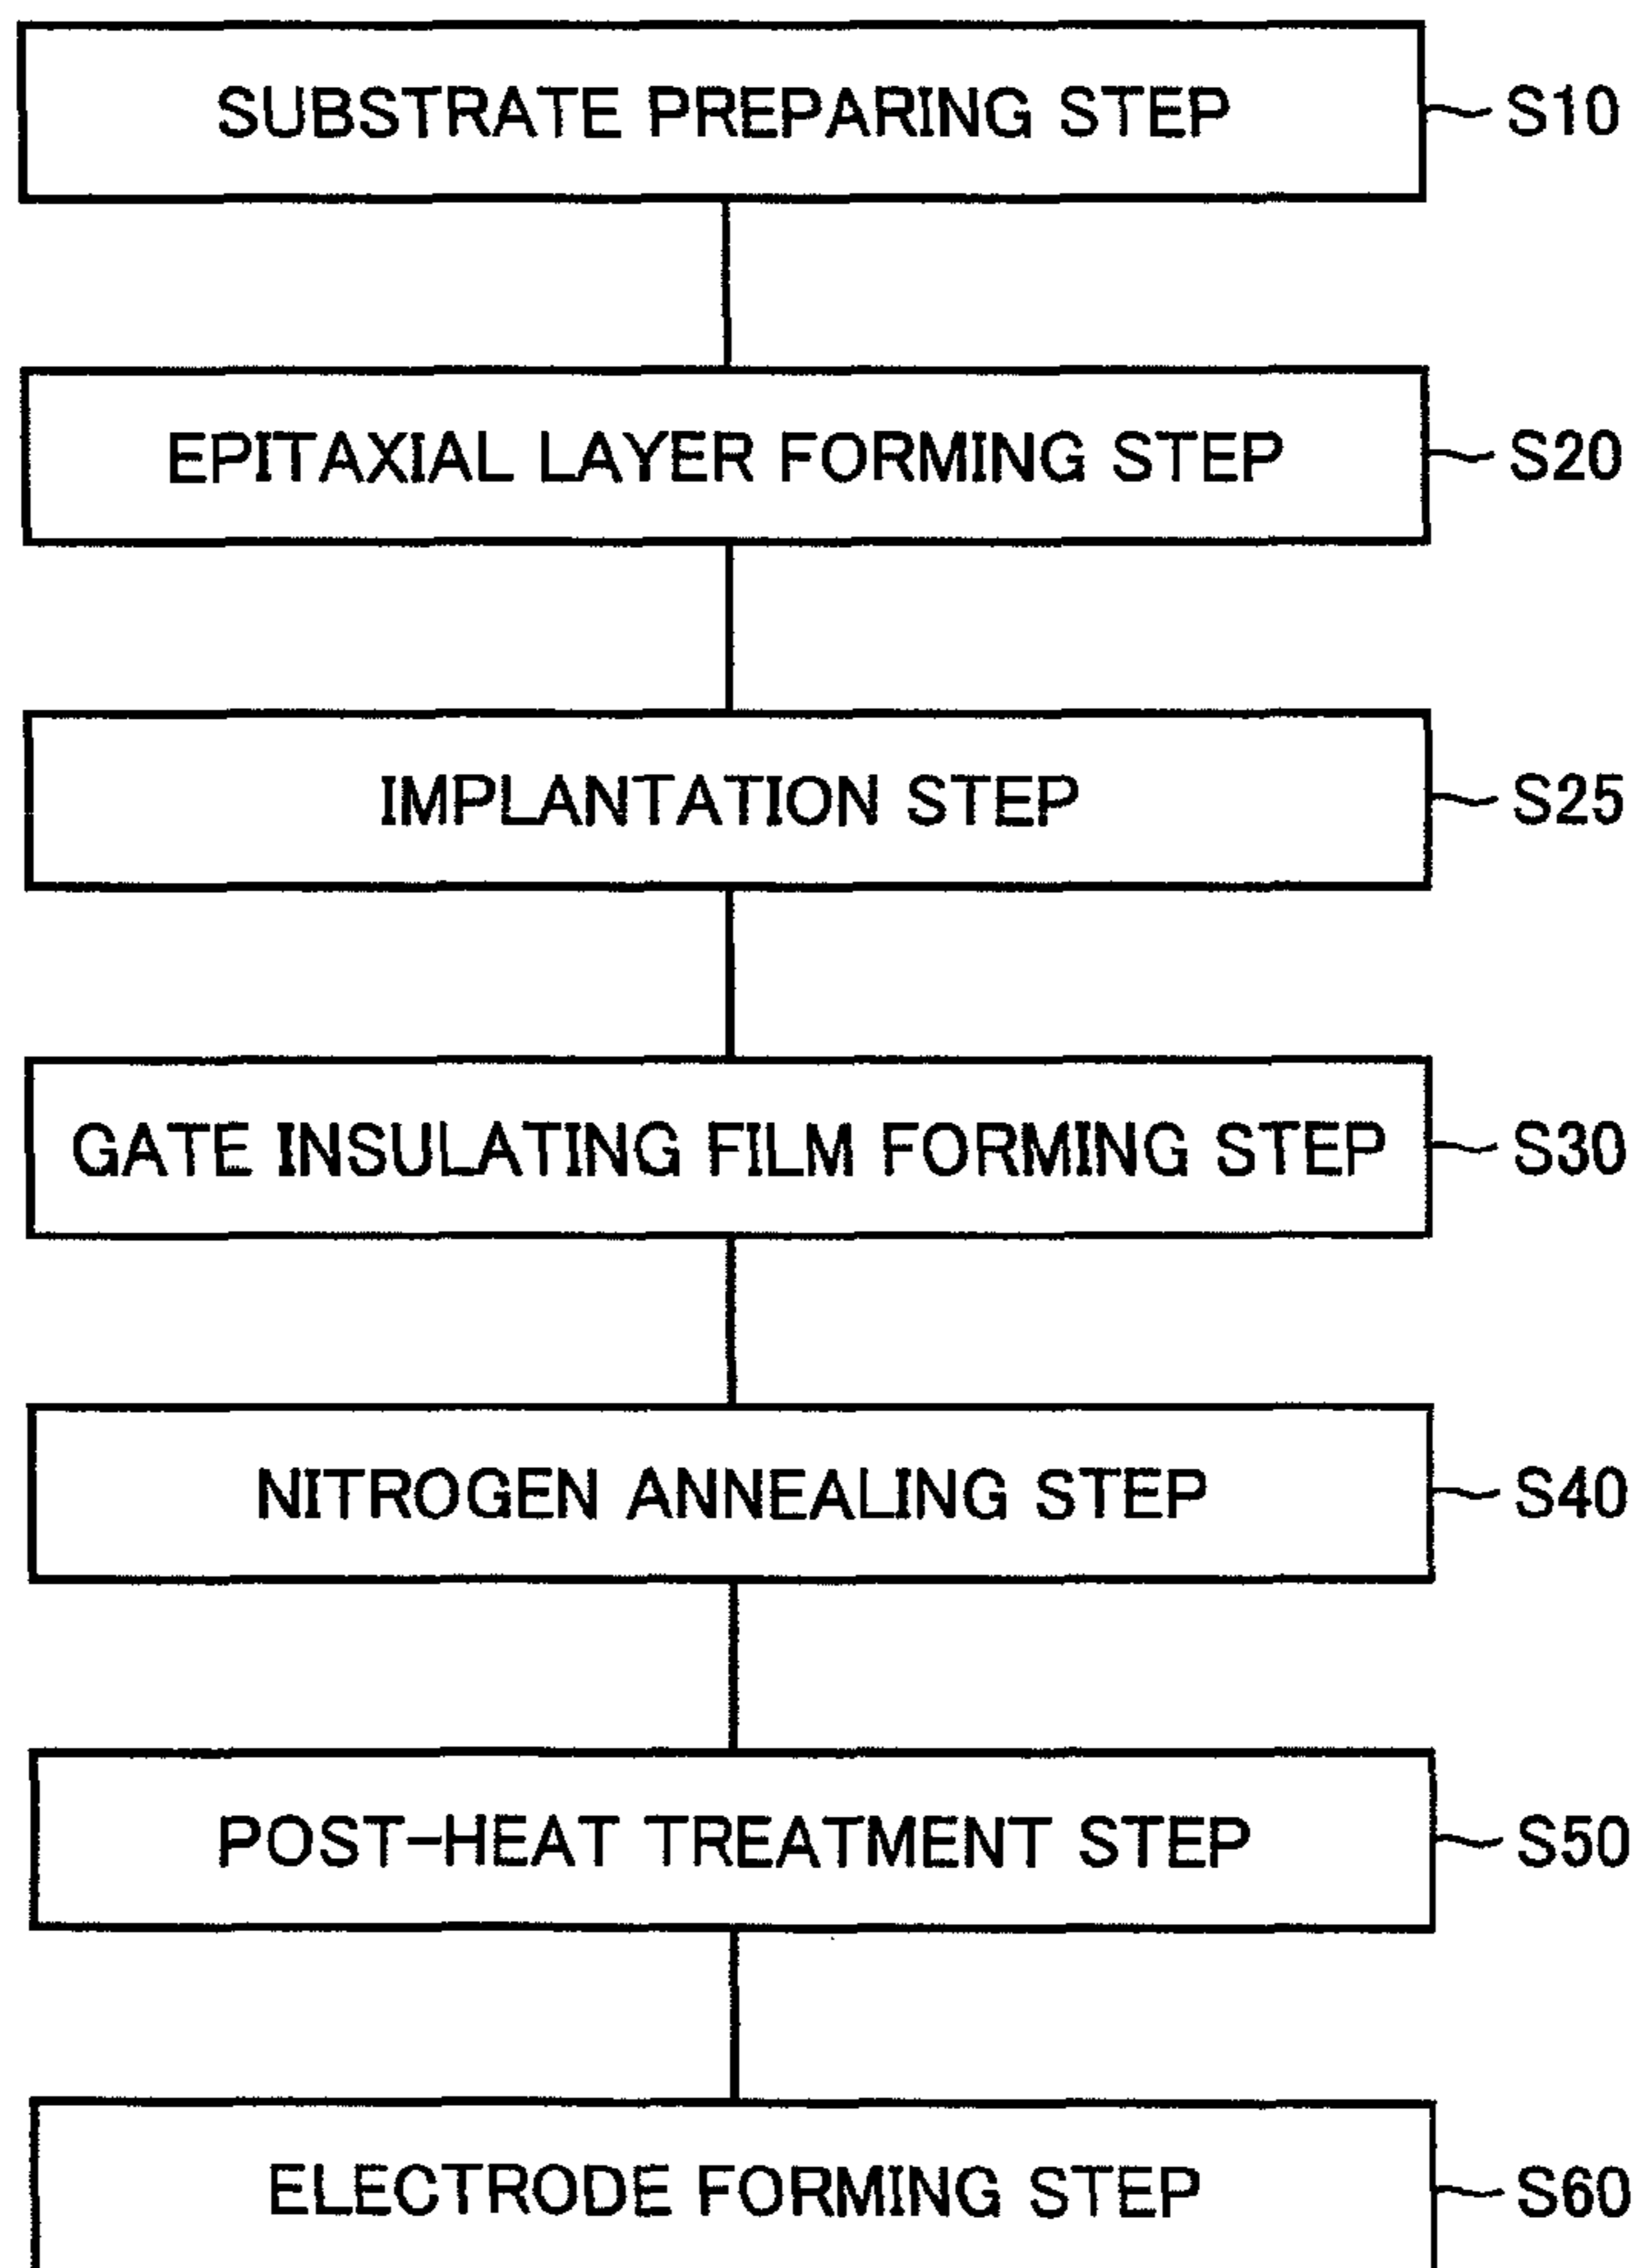 SUBSTRATE PREPARING STEP S10
EPITAXIAL LAYER FORMING STEP S20
IMPLANTATION STEP S25
GATE INSULATING FILM FORMING STEP S30
NITROGEN ANNEALING STEP S40
POST-HEAT TREATMENT STEP S50
ELECTRODE FORMING STEP S60